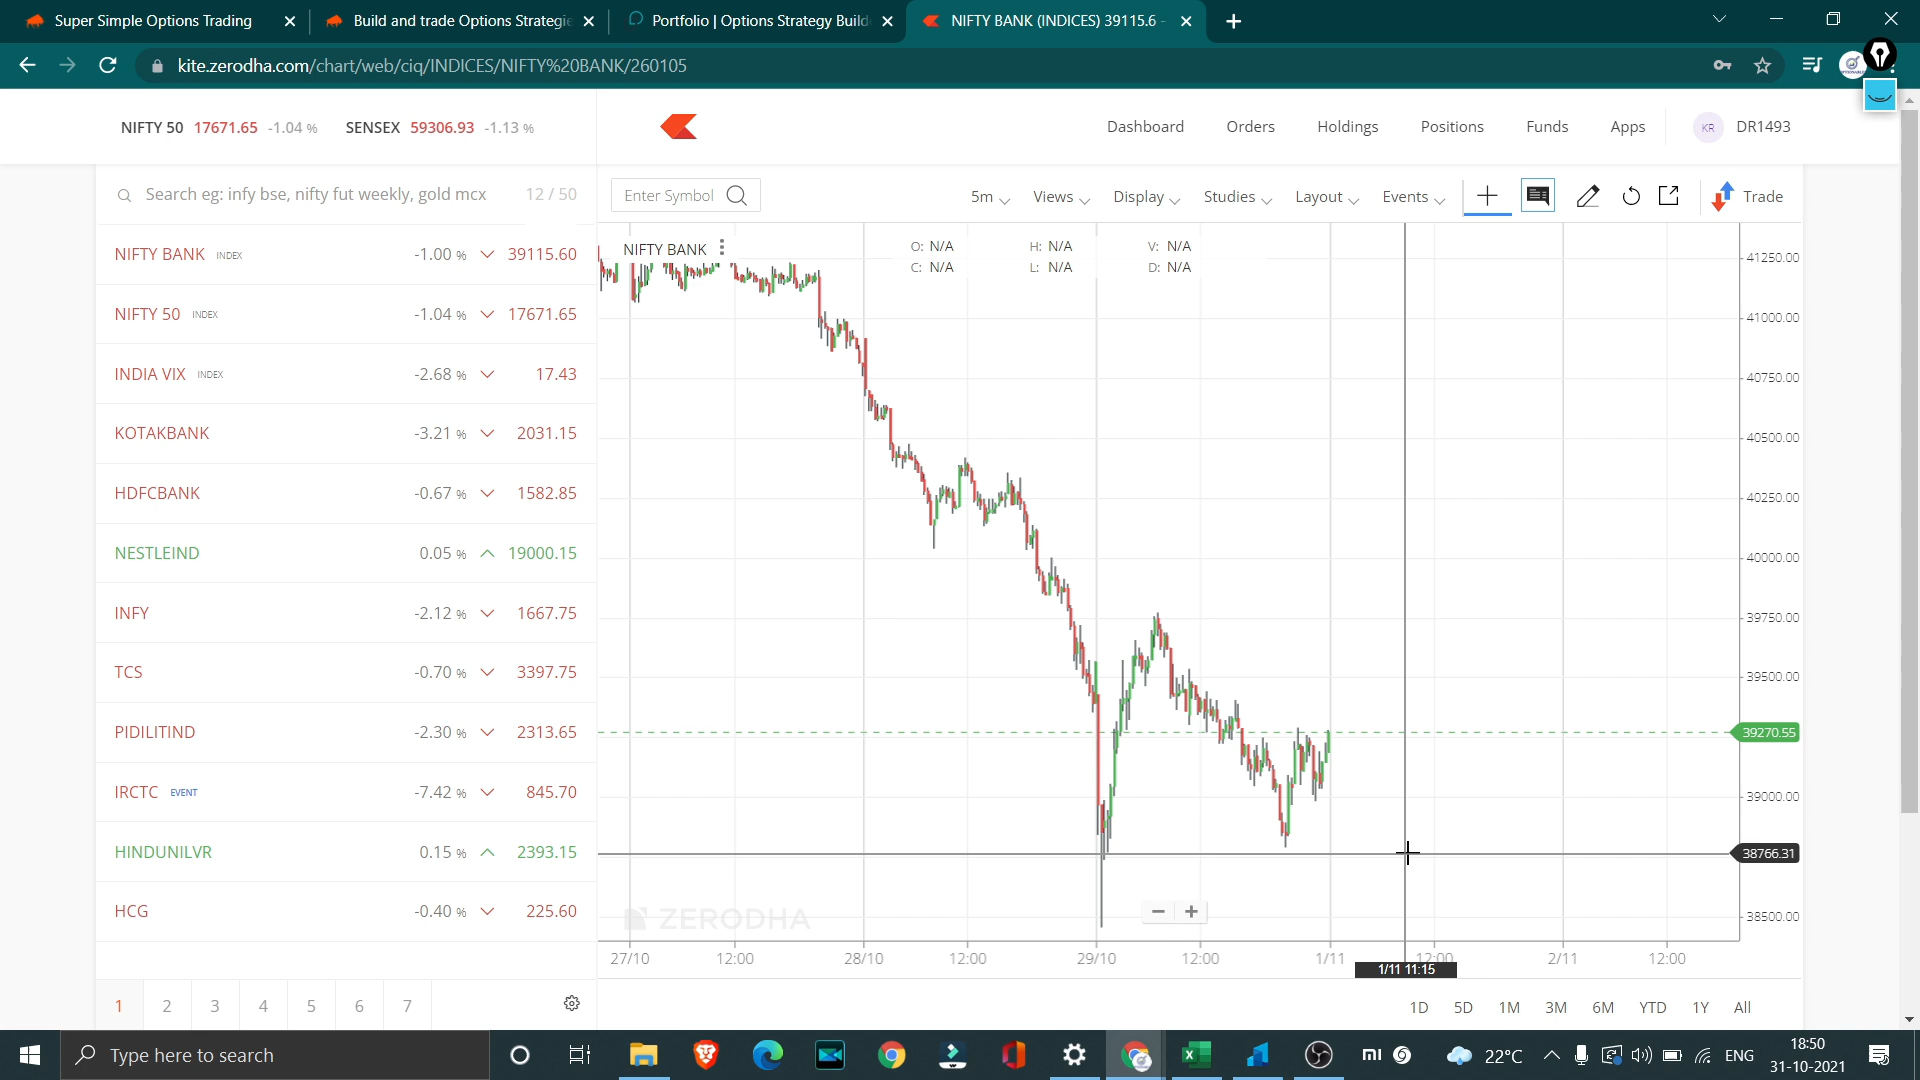 Super Simple Options Trading
Build and trade Options Strategie
Portfolio | Options Strategy Builde
NIFTY BANK (INDICES) 39115.6 -
kite.zerodha.com/chart/web/ciq/INDICES/NIFTY%20BANK/260105
NIFTY 50 17671.65 -1.04 % SENSEX 59306.93 -1.13 %
Dashboard Orders Holdings Positions Funds Apps KR DR1493
Search eg: infy bse, nifty fut weekly, gold mcx 12 / 50
Enter Symbol 5m Views Display Studies Layout Events Trade
NIFTY BANK INDEX -1.00 % 39115.60
NIFTY 50 INDEX -1.04 % 17671.65
INDIA VIX INDEX -2.68 % 17.43
KOTAKBANK -3.21 % 2031.15
HDFCBANK -0.67 % 1582.85
NESTLEIND 0.05 % 19000.15
INFY -2.12 % 1667.75
TCS -0.70 % 3397.75
PIDILITIND -2.30 % 2313.65
IRCTC EVENT -7.42 % 845.70
HINDUNILVR 0.15 % 2393.15
HCG -0.40 % 225.60
1 2 3 4 5 6 7
NIFTY BANK
O: N/A H: N/A V: N/A
C: N/A L: N/A D: N/A
41250.00
41000.00
40750.00
40500.00
40250.00
40000.00
39750.00
39500.00
39270.55
39000.00
38766.31
38500.00
ZERODHA
27/10 12:00 28/10 12:00 29/10 12:00 1/11 12:00 2/11 12:00
1/11 11:15
1D 5D 1M 3M 6M YTD 1Y All
Type here to search
22°C
ENG
18:50
31-10-2021